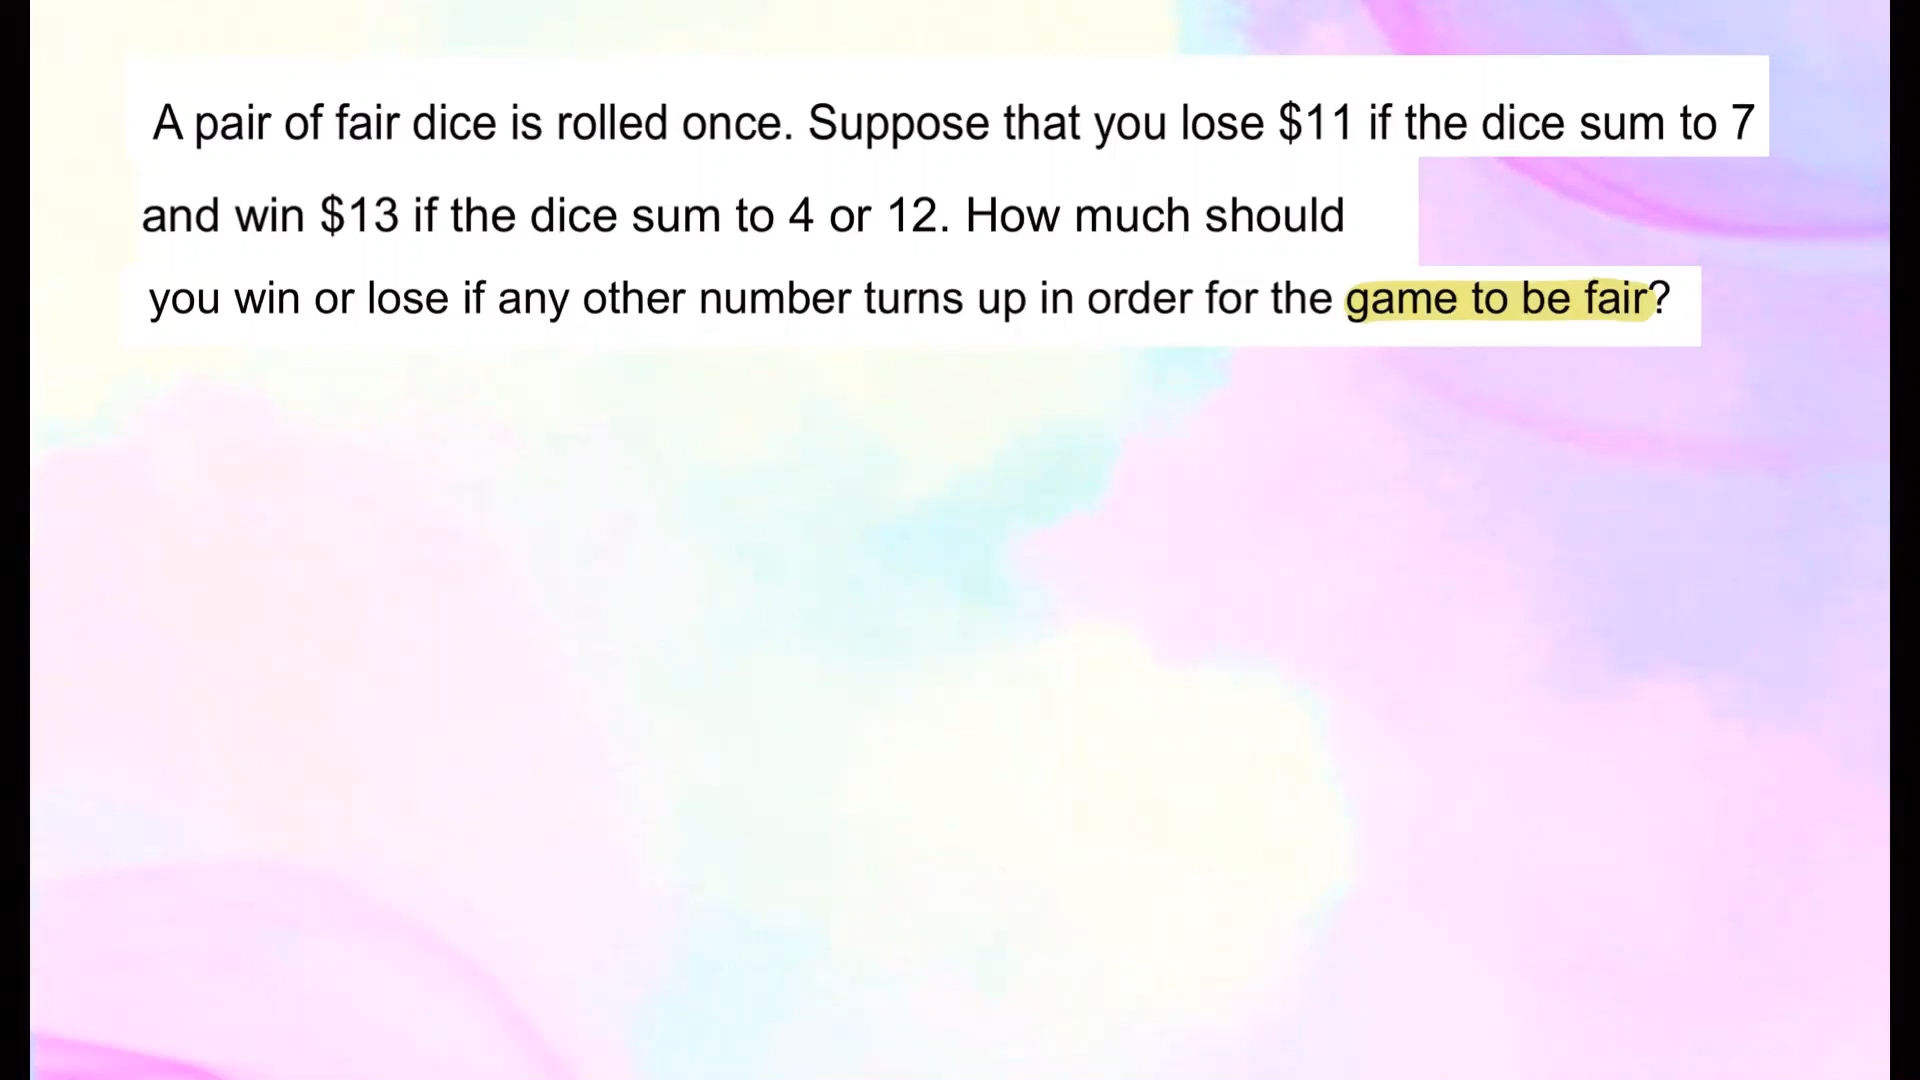 A pair of fair dice is rolled once. Suppose that you lose $11 if the dice sum to 7
and win $13 if the dice sum to 4 or 12. How much should
you win or lose if any other number turns up in order for the game to be fair?